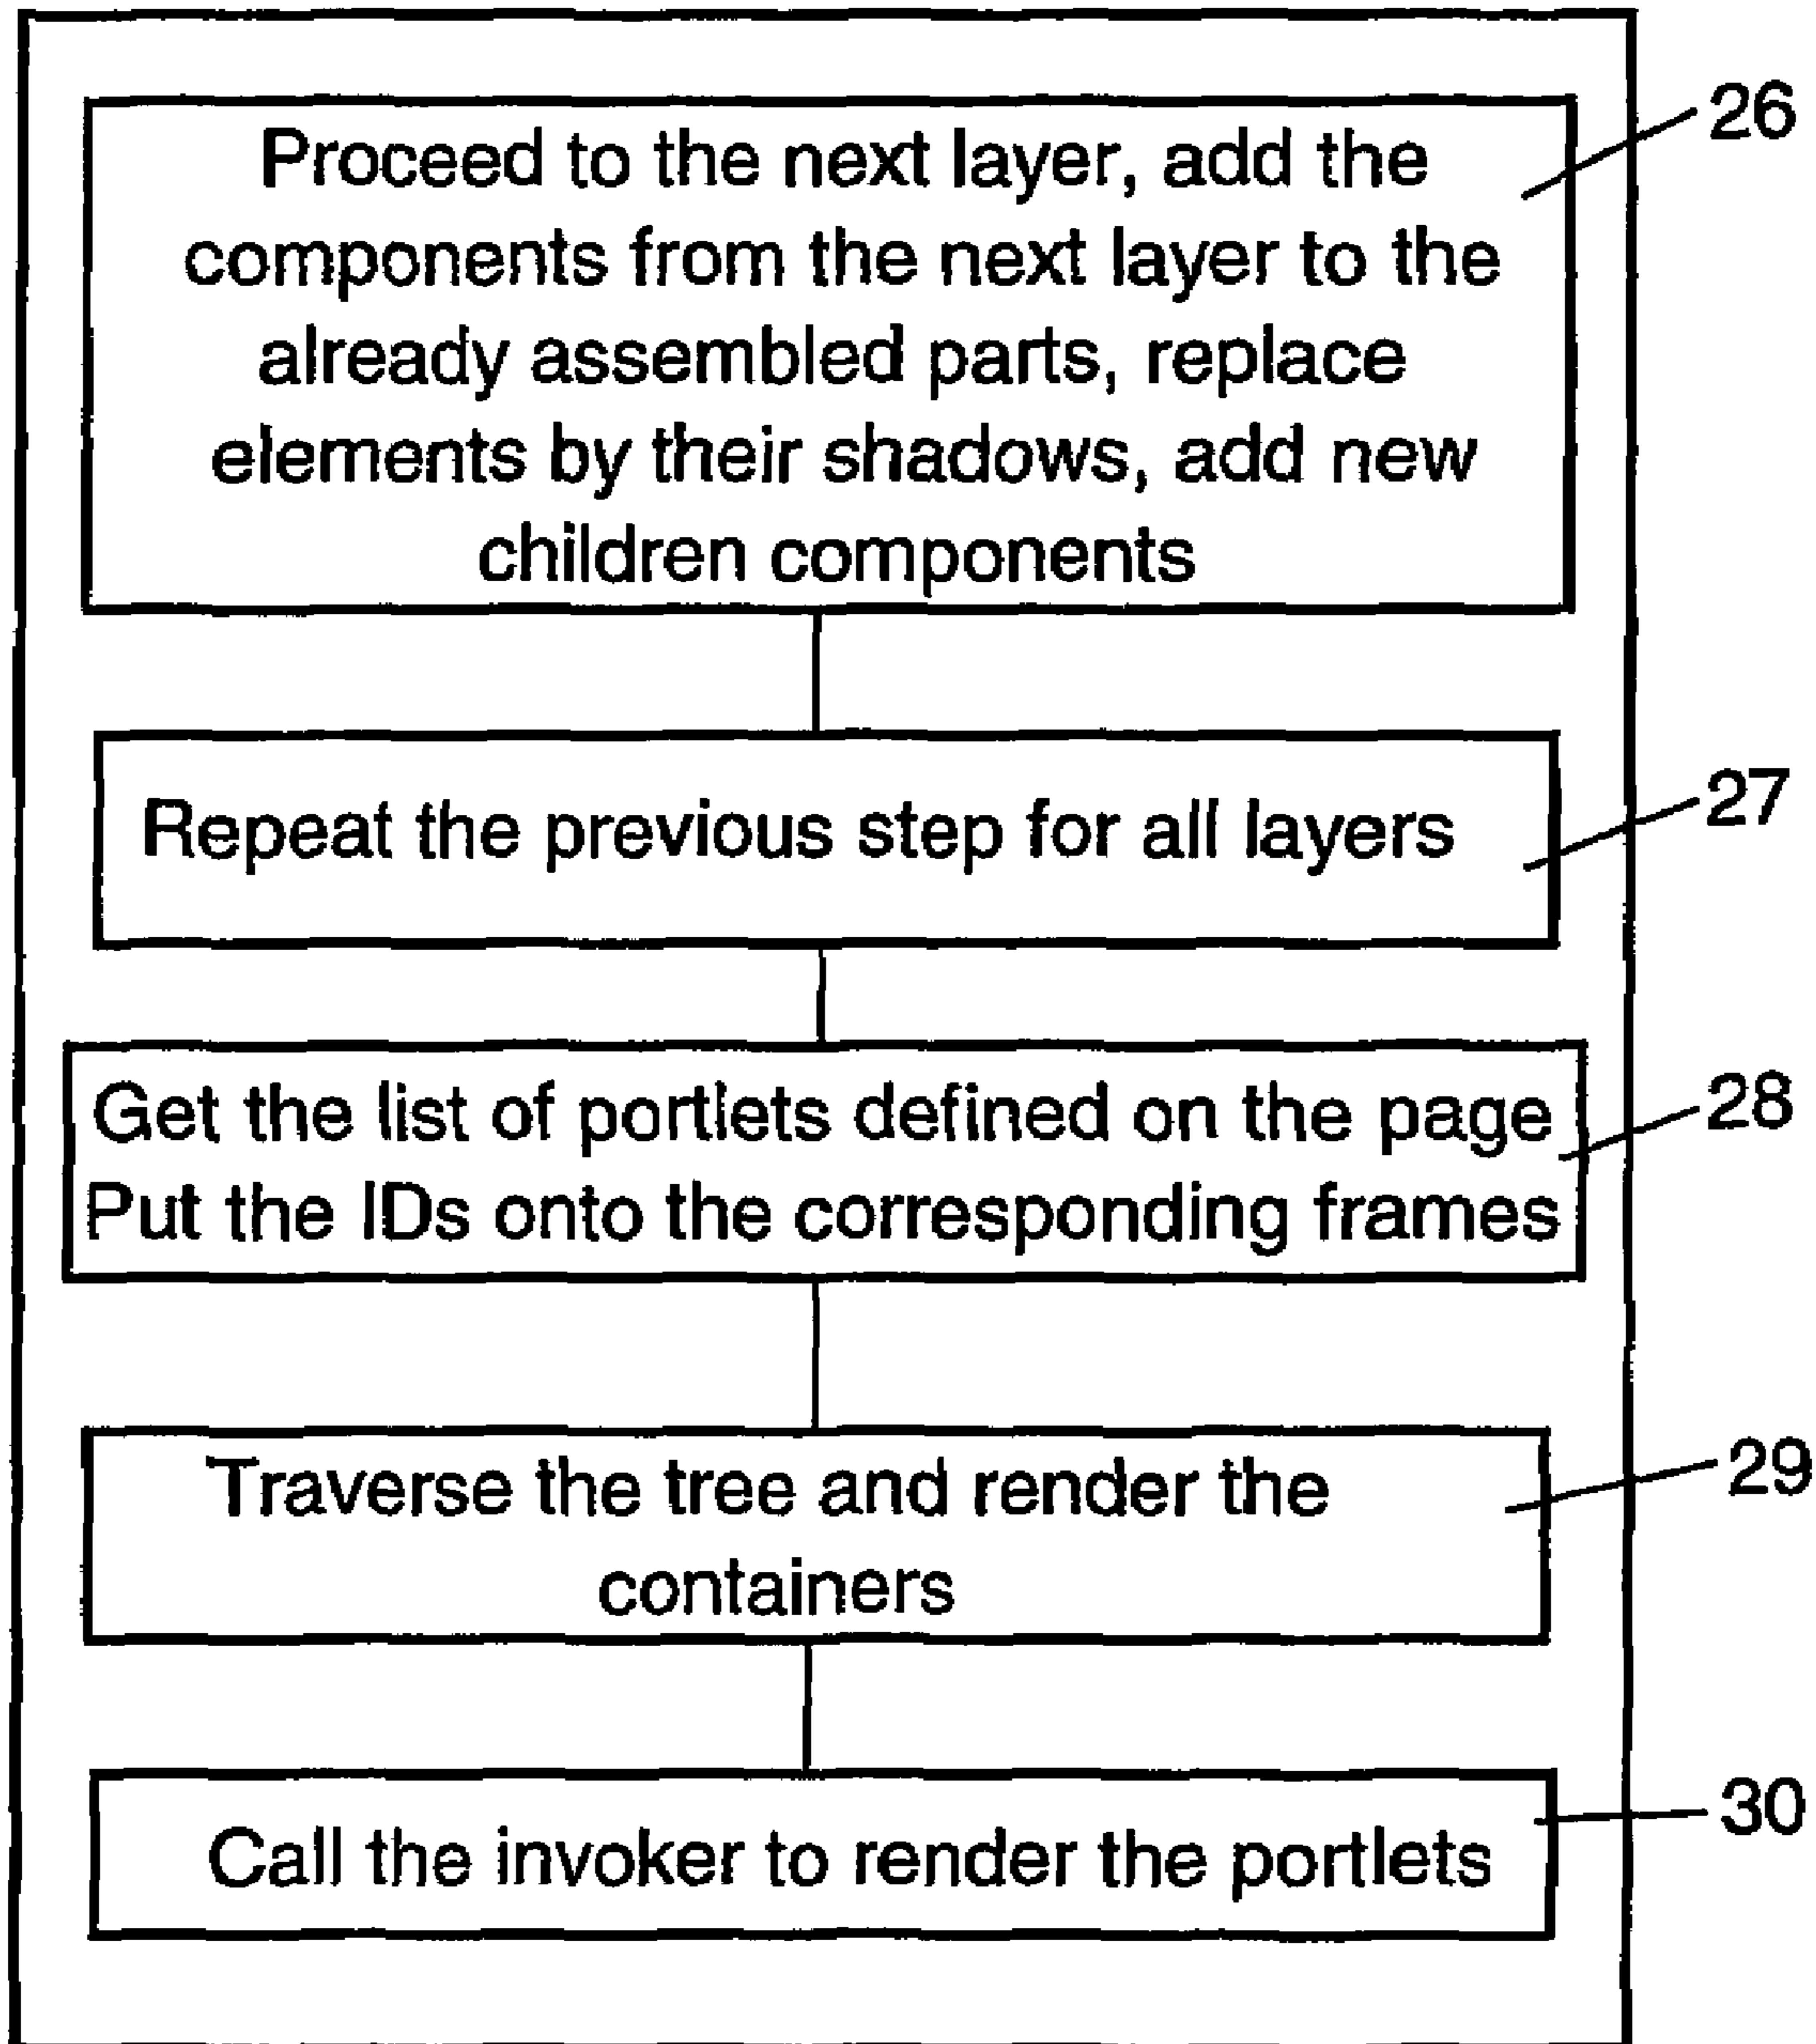 Proceed to the next layer, add the
components from the next layer to the
already assembled parts, replace
elements by their shadows, add new
children components
26
Repeat the previous step for all layers
27
Get the list of portlets defined on the page
Put the IDs onto the corresponding frames
28
Traverse the tree and render the
containers
29
Call the invoker to render the portlets
30